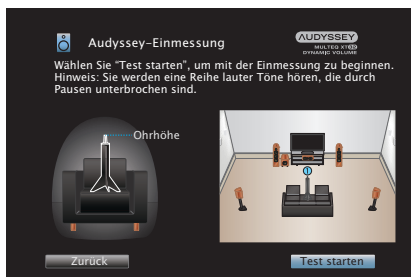 Audyssey-Einmessung
AUDYSSEY
MULTEQ XT32
DYNAMIC VOLUME
Wählen Sie “Test starten”, um mit der Einmessung zu beginnen.
Hinweis: Sie werden eine Reihe lauter Töne hören, die durch
Pausen unterbrochen sind.
Ohrhöhe
1
Zurück
Test starten